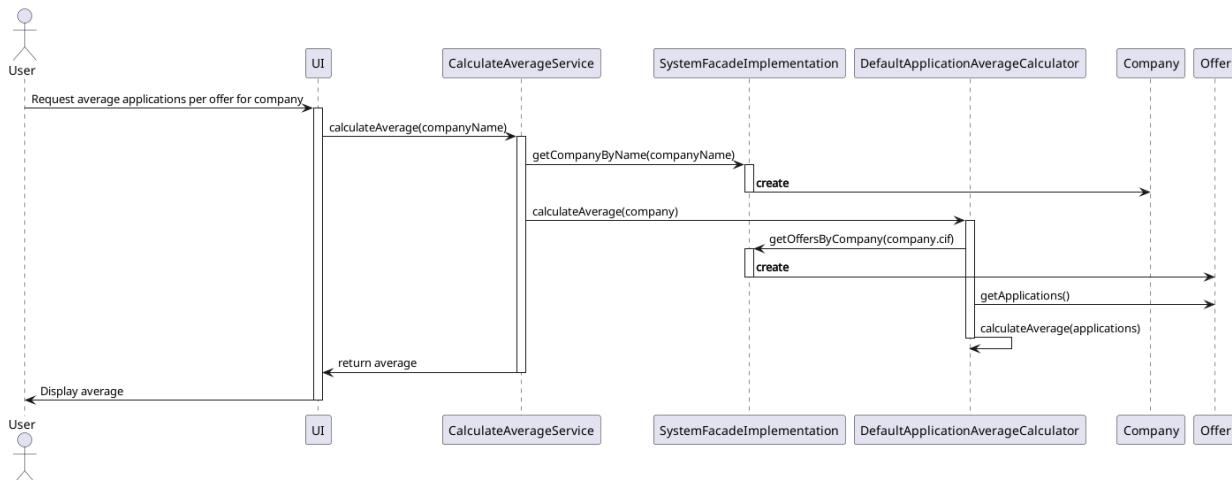 User
UI
CalculateAverageService
SystemFacadeImplementation
DefaultApplicationAverageCalculator
Company
Offer
Request average applications per offer for company
calculateAverage(companyName)
getCompanyByName(companyName)
create
calculateAverage(company)
getOffersByCompany(company.cif)
create
getApplications()
calculateAverage(applications)
return average
Display average
User
UI
CalculateAverageService
SystemFacadeImplementation
DefaultApplicationAverageCalculator
Company
Offer